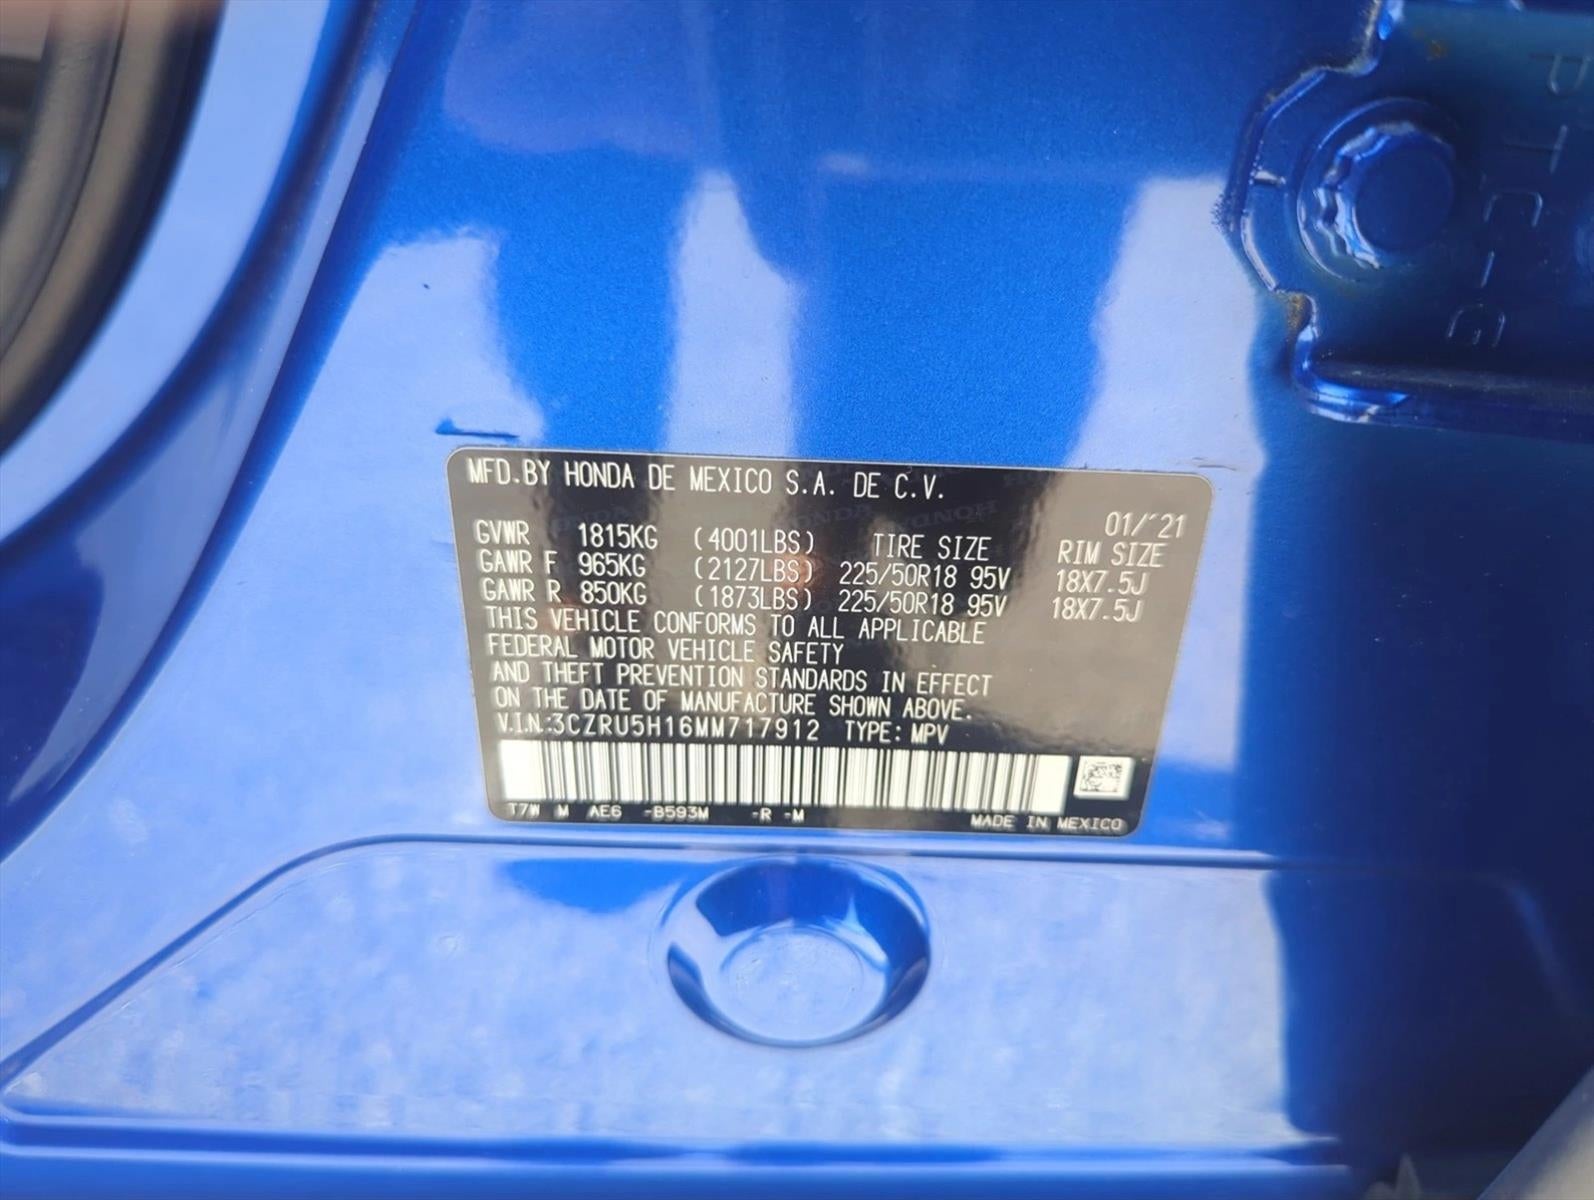 MFD.BY HONDA DE MEXICO S.A. DE C.V.
01/'21
GVWR 1815KG (4001LBS) TIRE SIZE RIM SIZE
GAWR F 965KG (2127LBS) 225/50R18 95V 18X7.5J
GAWR R 850KG (1873LBS) 225/50R18 95V 18X7.5J
THIS VEHICLE CONFORMS TO ALL APPLICABLE
FEDERAL MOTOR VEHICLE SAFETY
AND THEFT PREVENTION STANDARDS IN EFFECT
ON THE DATE OF MANUFACTURE SHOWN ABOVE.
V.I.N.:3CZRU5H16MM717912 TYPE: MPV
T7W M AE6 -B593M -R -M MADE IN MEXICO